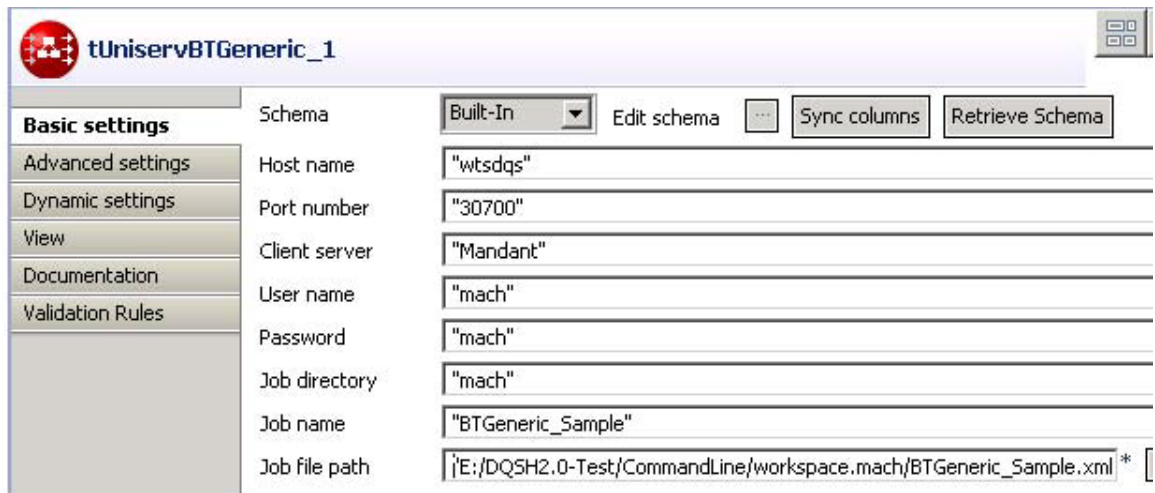 tUniservBTGeneric_1
Basic settings
Advanced settings
Dynamic settings
View
Documentation
Validation Rules
Schema Built-In Edit schema ... Sync columns Retrieve Schema
Host name "wtsdqs"
Port number "30700"
Client server "Mandant"
User name "mach"
Password "mach"
Job directory "mach"
Job name "BTGeneric_Sample"
Job file path 'E:/DQSH2.0-Test/CommandLine/workspace.mach/BTGeneric_Sample.xml *